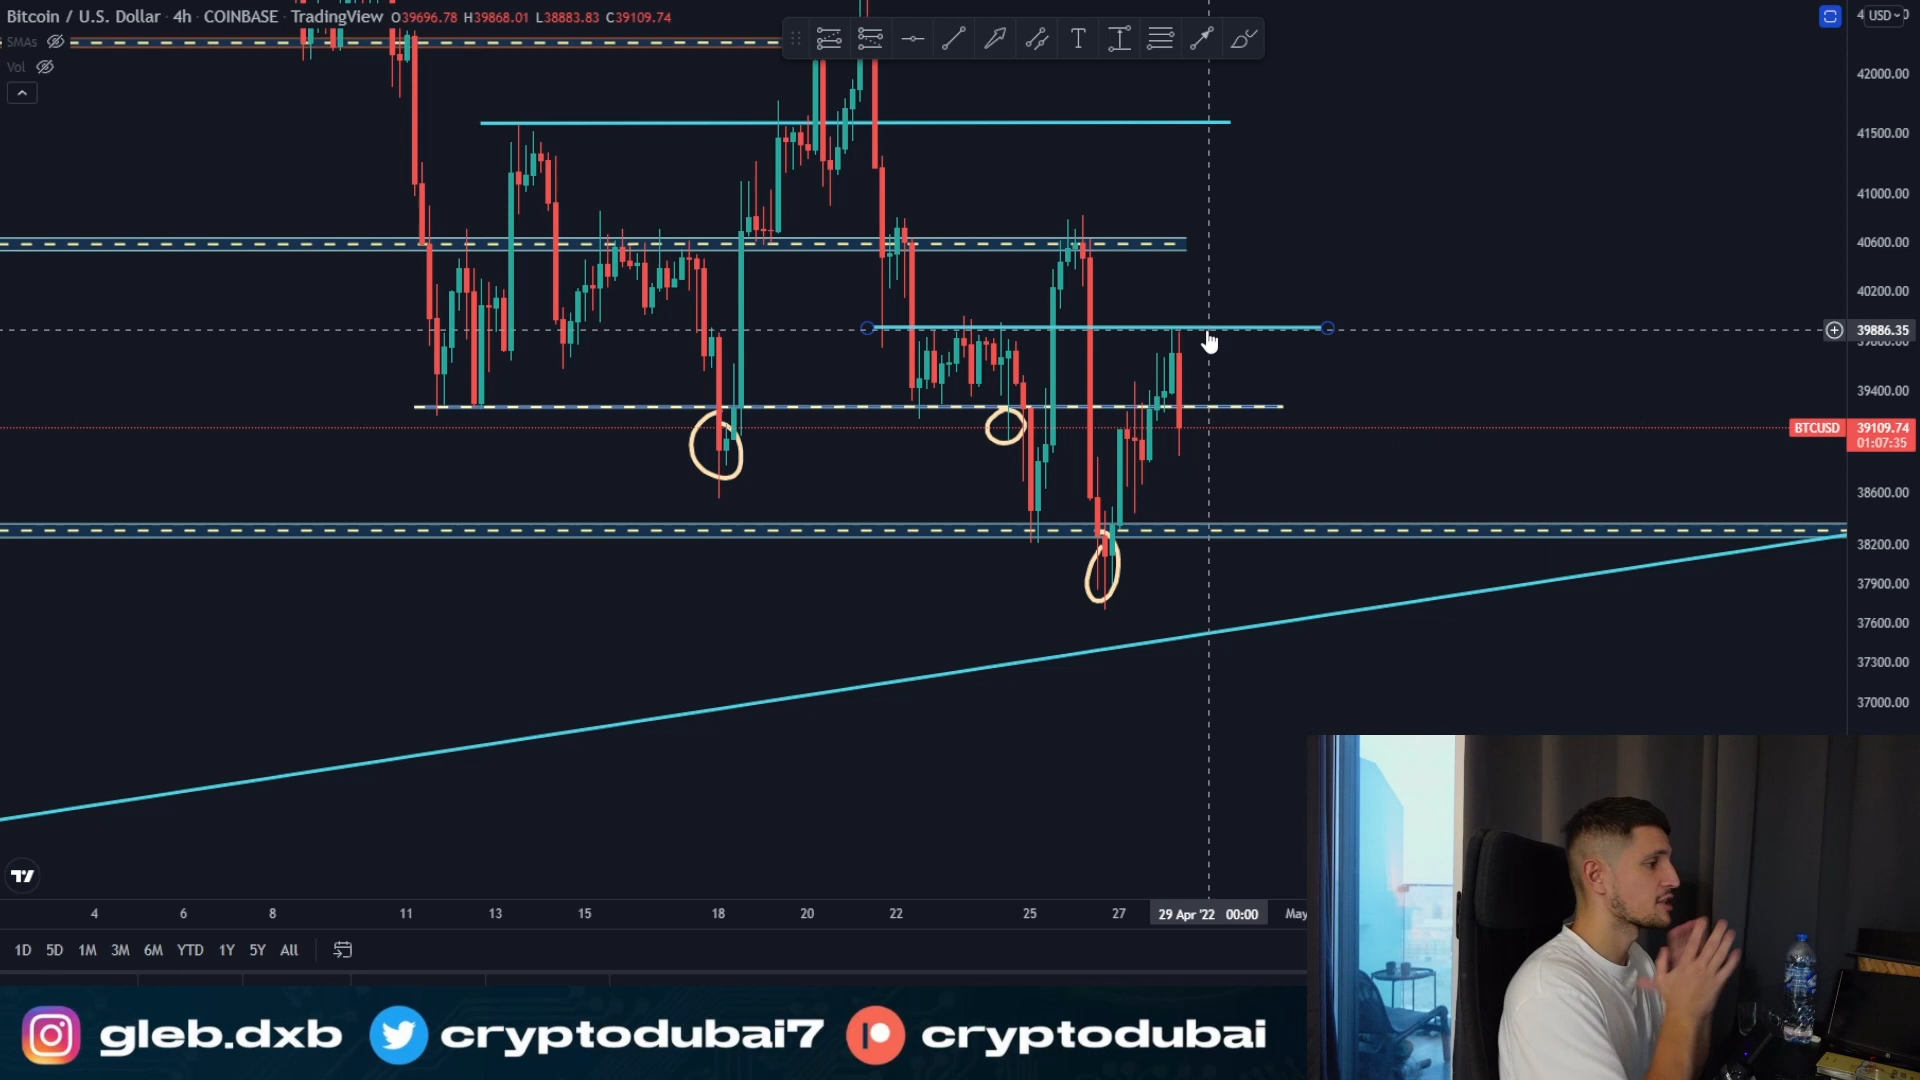 Bitcoin / U.S. Dollar · 4h · COINBASE · TradingView O39696.78 H39868.01 L38883.83 C39109.74
USD
SMAs
Vol
42000.00
41500.00
41000.00
40600.00
40200.00
39886.35
39400.00
BTCUSD 39109.74
01:07:35
38600.00
38200.00
37900.00
37600.00
37300.00
37000.00
4 6 8 11 13 15 18 20 22 25 27 29 Apr '22 00:00 May
1D 5D 1M 3M 6M YTD 1Y 5Y All
gleb.dxb cryptodubai7 cryptodubai